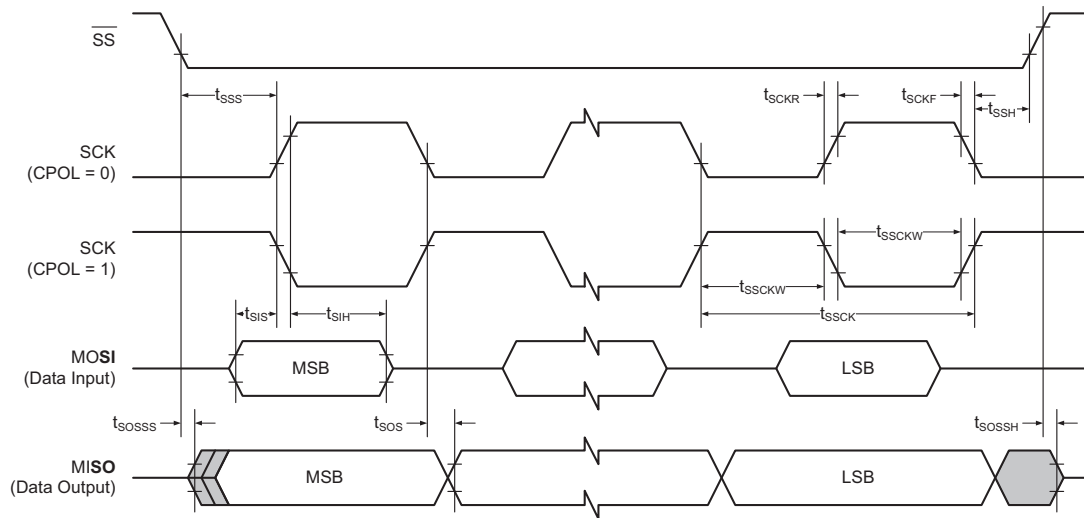 SS
tSSS
tSCKR
tSCKF
tSSH
SCK
(CPOL = 0)
SCK
(CPOL = 1)
tSSCKW
tSSCKW
tSIS
tSIH
tSSCK
MOSI
(Data Input)
MSB
LSB
tSOSSS
tSOS
tSOSSH
MISO
(Data Output)
MSB
LSB